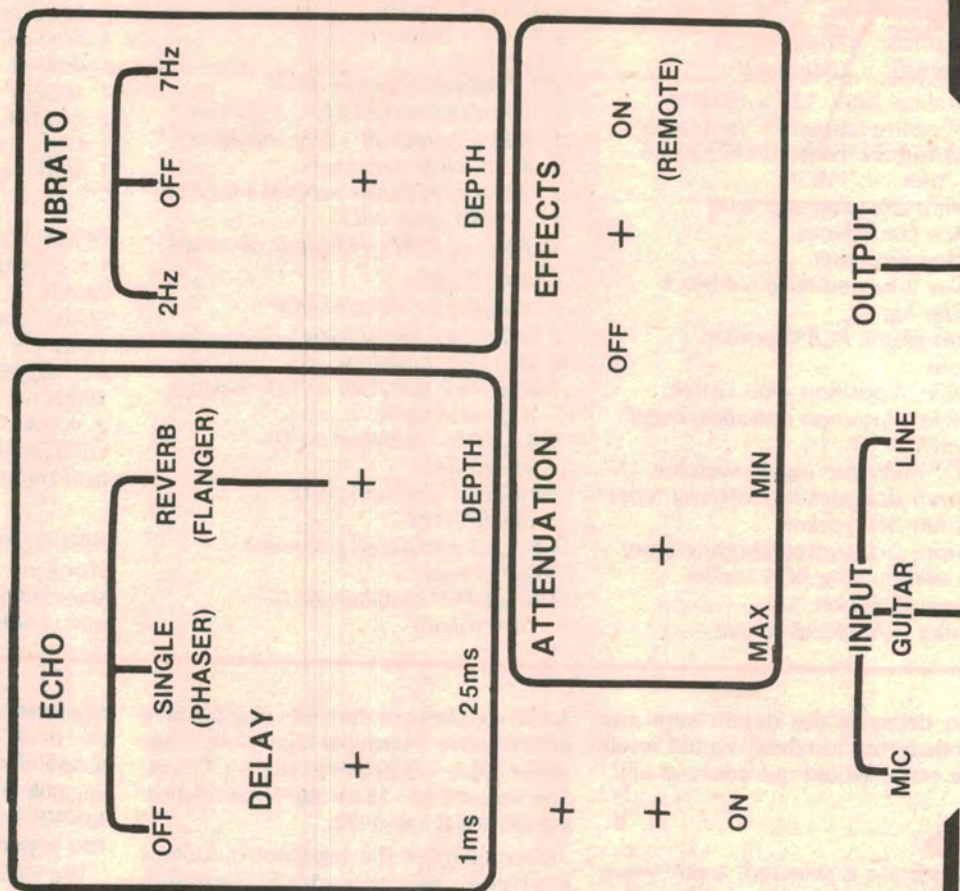 ECHO
OFF SINGLE REVERB
(PHASER) (FLANGER)
DELAY
+ +
1ms 25ms DEPTH
VIBRATO
2Hz OFF 7Hz
+
DEPTH
+
+
ON
ATTENUATION
+
MAX MIN
EFFECTS
OFF + ON
(REMOTE)
INPUT
MIC GUITAR LINE
OUTPUT